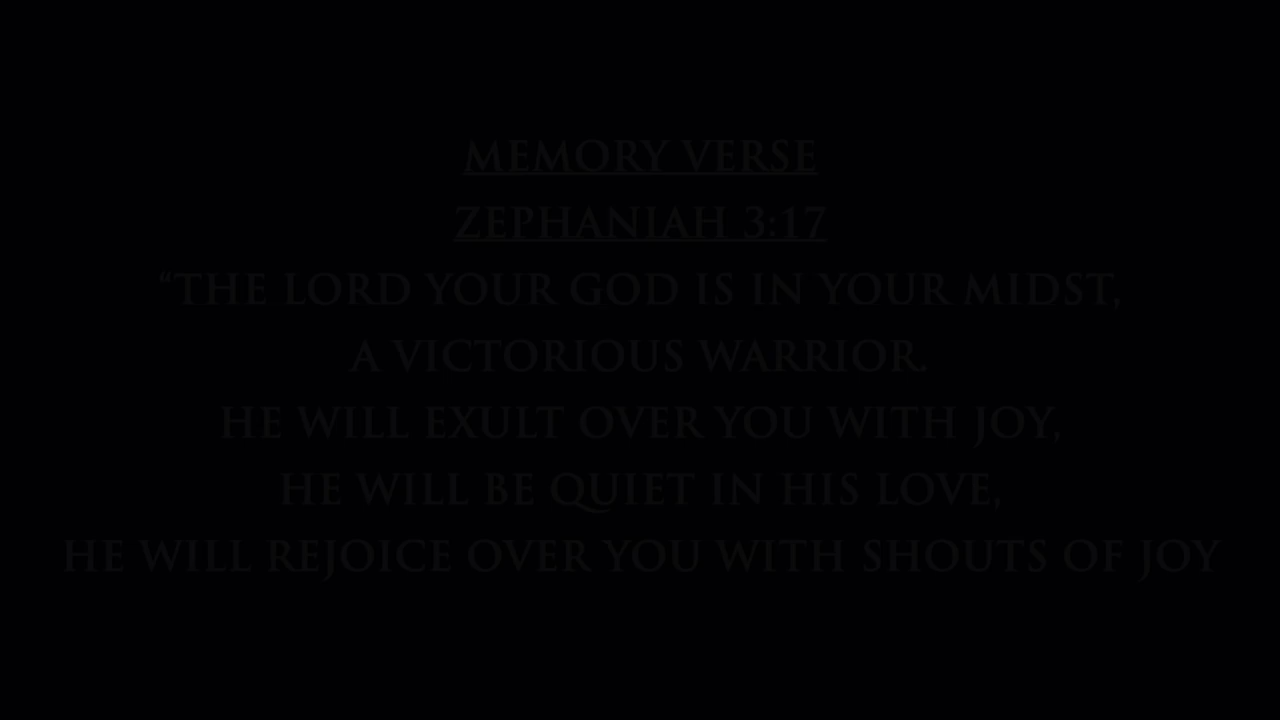 MEMORY VERSE
ZEPHANIAH 3:17
“THE LORD YOUR GOD IS IN YOUR MIDST,
A VICTORIOUS WARRIOR.
HE WILL EXULT OVER YOU WITH JOY,
HE WILL BE QUIET IN HIS LOVE,
HE WILL REJOICE OVER YOU WITH SHOUTS OF JOY